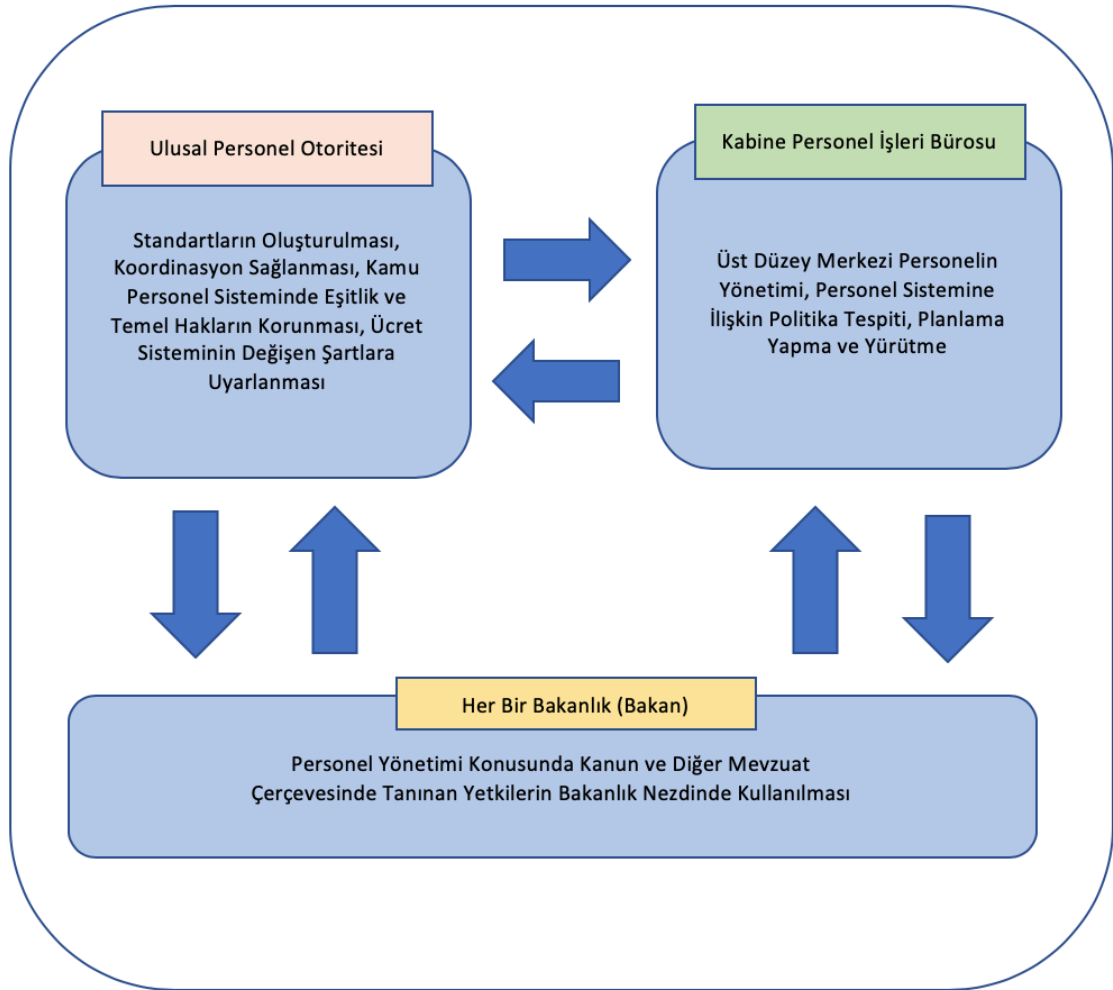 Ulusal Personel Otoritesi
Standartların Oluşturulması,
Koordinasyon Sağlanması, Kamu
Personel Sisteminde Eşitlik ve
Temel Hakların Korunması, Ücret
Sisteminin Değişen Şartlara
Uyarlanması
Kabine Personel İşleri Bürosu
Üst Düzey Merkezi Personelin
Yönetimi, Personel Sistemine
İlişkin Politika Tespiti, Planlama
Yapma ve Yürütme
Her Bir Bakanlık (Bakan)
Personel Yönetimi Konusunda Kanun ve Diğer Mevzuat
Çerçevesinde Tanınan Yetkilerin Bakanlık Nezdinde Kullanılması